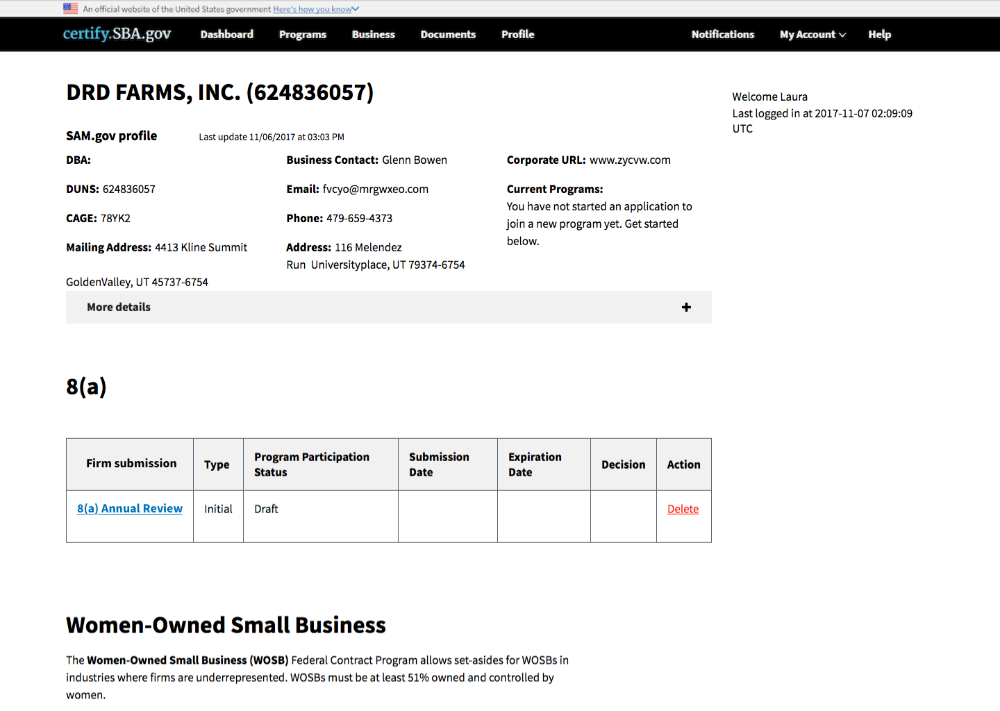 An official website of the United States government Here's how you know
certify.SBA.gov Dashboard Programs Business Documents Profile Notifications My Account Help
DRD FARMS, INC. (624836057)
Welcome Laura
Last logged in at 2017-11-07 02:09:09
UTC
SAM.gov profile Last update 11/06/2017 at 03:03 PM
DBA: Business Contact: Glenn Bowen Corporate URL: www.zycvw.com
DUNS: 624836057 Email: fvcyo@mrgwxeo.com Current Programs:
You have not started an application to
CAGE: 78YK2 Phone: 479-659-4373 join a new program yet. Get started
below.
Mailing Address: 4413 Kline Summit Address: 116 Melendez
Run Universityplace, UT 79374-6754
GoldenValley, UT 45737-6754
More details +
8(a)
Firm submission Type Program Participation Status Submission Date Expiration Date Decision Action
8(a) Annual Review Initial Draft Delete
Women-Owned Small Business
The Women-Owned Small Business (WOSB) Federal Contract Program allows set-asides for WOSBs in
industries where firms are underrepresented. WOSBs must be at least 51% owned and controlled by
women.